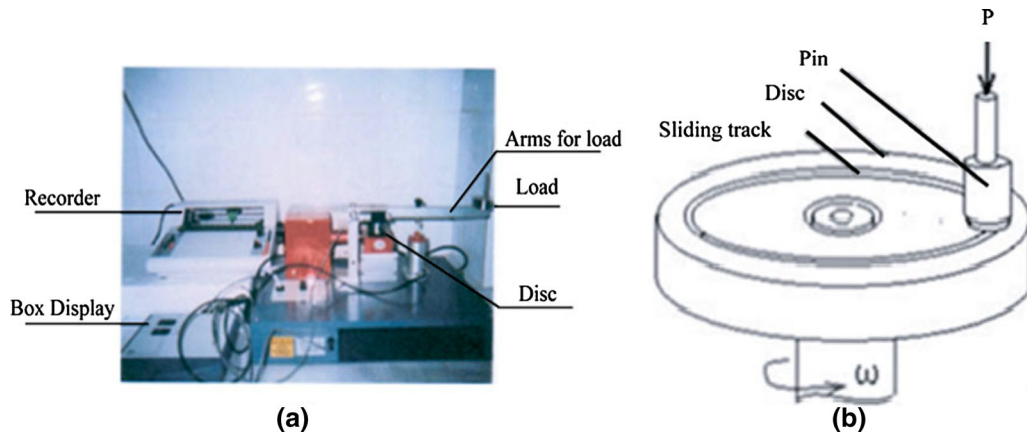 Recorder
Box Display
Arms for load
Load
Disc
(a)
P
Pin
Disc
Sliding track
ω
(b)